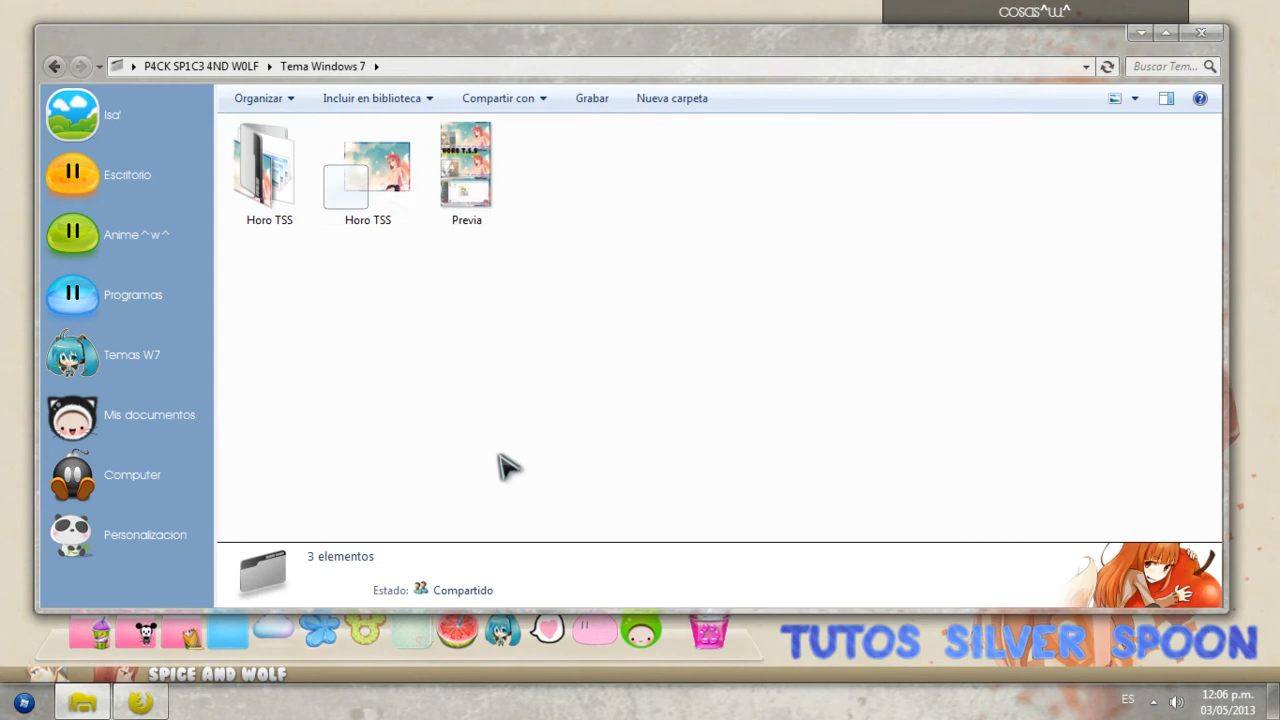 cosas^w^
P4CK SP1C3 4ND W0LF
Tema Windows 7
Buscar Tem...
Organizar
Incluir en biblioteca
Compartir con
Grabar
Nueva carpeta
Isa'
Escritorio
Anime^w^
Programas
Temas W7
Mis documentos
Computer
Personalizacion
HORO T.S.S
Horo TSS
Horo TSS
Previa
3 elementos
Estado: Compartido
TUTOS SILVER SPOON
SPICE AND WOLF
ES
12:06 p.m.
03/05/2013